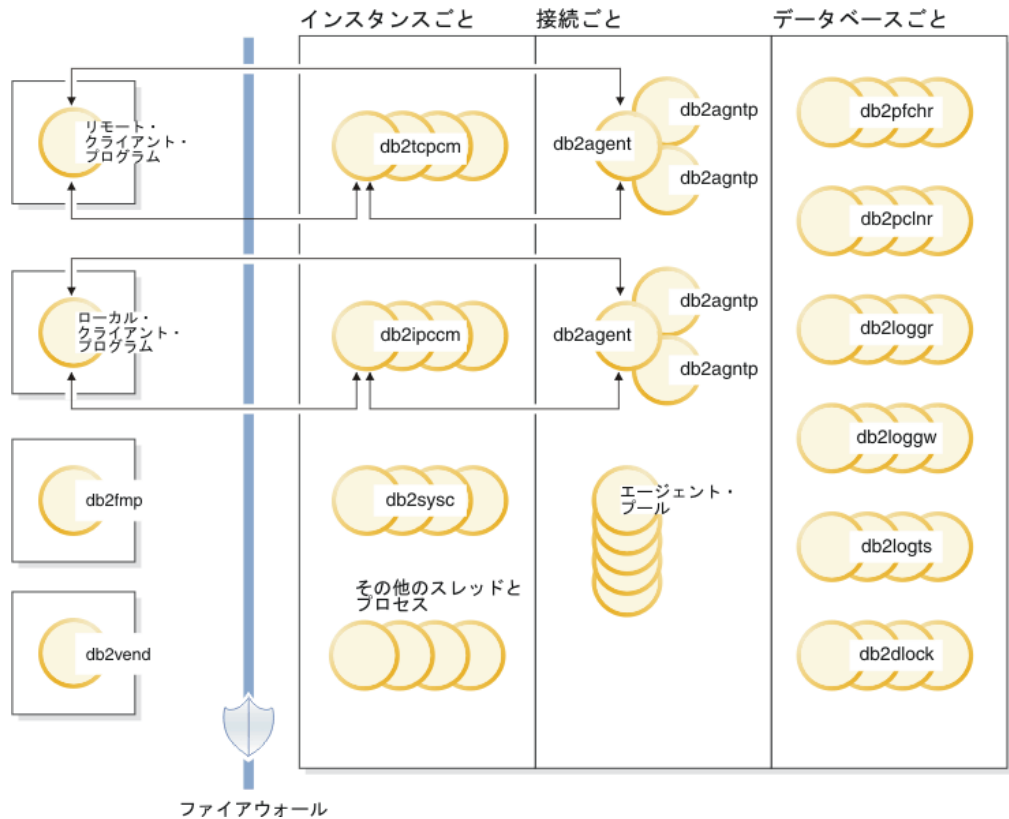 インスタンスごと
接続ごと
データベースごと
リモート・
クライアント・
プログラム
db2tcpcm
db2agent
db2agntp
db2agntp
db2pfchr
db2pclnr
ローカル・
クライアント・
プログラム
db2ipccm
db2agent
db2agntp
db2agntp
db2loggr
db2loggw
db2fmp
db2sysc
エージェント・
プール
db2logts
その他のスレッドと
プロセス
db2vend
db2dlock
ファイアウォール